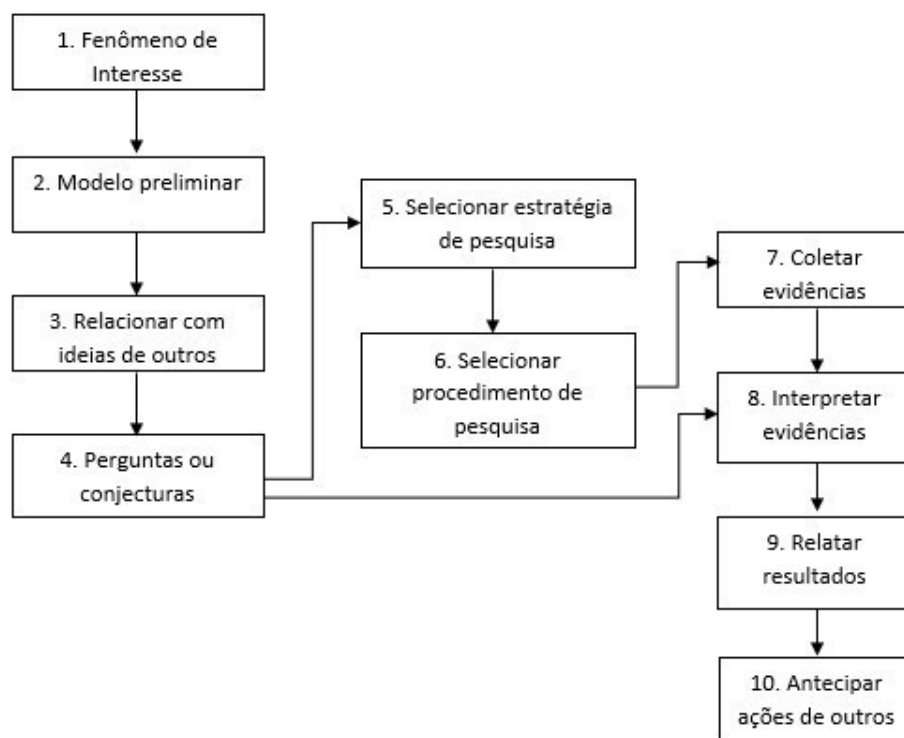 1. Fenômeno de
Interesse
2. Modelo preliminar
3. Relacionar com
ideias de outros
4. Perguntas ou
conjecturas
5. Selecionar estratégia
de pesquisa
6. Selecionar
procedimento de
pesquisa
7. Coletar
evidências
8. Interpretar
evidências
9. Relatar
resultados
10. Antecipar
ações de outros